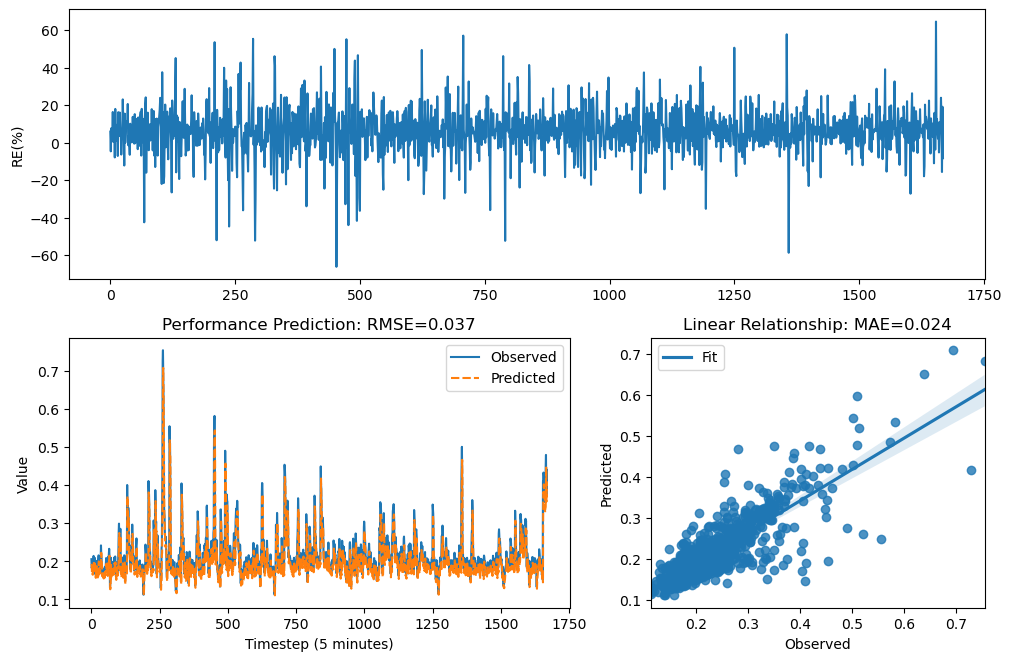 60
40
20
0
−20
−40
−60
RE(%)
0 250 500 750 1000 1250 1500 1750
Performance Prediction: RMSE=0.037
Observed
Predicted
0.7
0.6
0.5
0.4
0.3
0.2
0.1
Value
0 250 500 750 1000 1250 1500 1750
Timestep (5 minutes)
Linear Relationship: MAE=0.024
Fit
0.7
0.6
0.5
0.4
0.3
0.2
0.1
Predicted
0.2 0.3 0.4 0.5 0.6 0.7
Observed